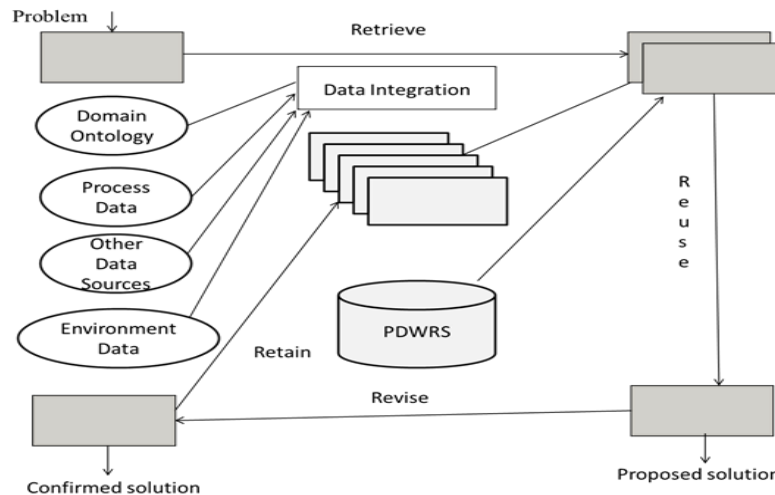 Problem
Retrieve
Data Integration
Domain
Ontology
Process
Data
Other
Data
Sources
Environment
Data
Reuse
PDWRS
Retain
Revise
Confirmed solution
Proposed solution